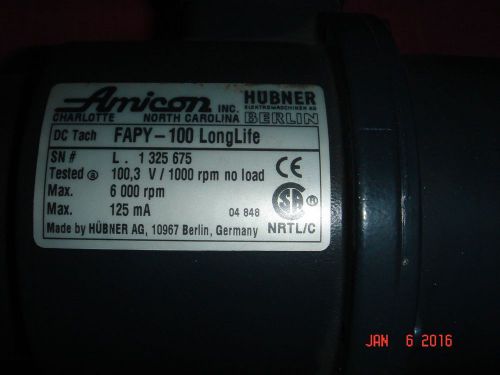 Amicon INC. HÜBNER
ELEKTROMASCHINEN AG
CHARLOTTE NORTH CAROLINA BERLIN
DC Tach FAPY-100 LongLife
SN # L . 1 325 675
Tested ⓐ 100,3 V / 1000 rpm no load
Max. 6 000 rpm
Max. 125 mA 04 848
Made by HÜBNER AG, 10967 Berlin, Germany
CE
SA
NRTL/C
JAN 6 2016